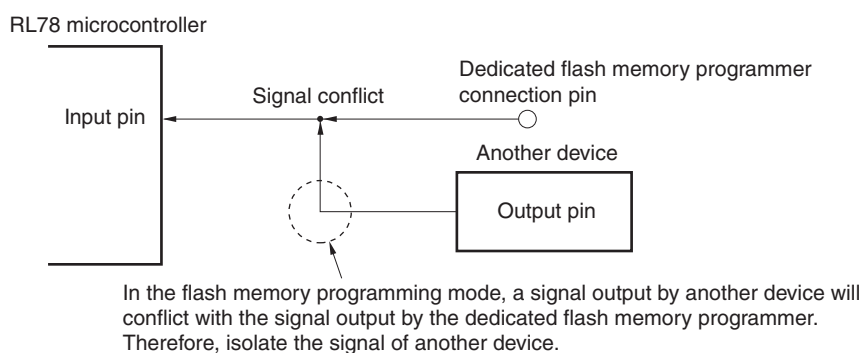 RL78 microcontroller
Dedicated flash memory programmer
connection pin
Signal conflict
Input pin
Another device
Output pin
In the flash memory programming mode, a signal output by another device will
conflict with the signal output by the dedicated flash memory programmer.
Therefore, isolate the signal of another device.